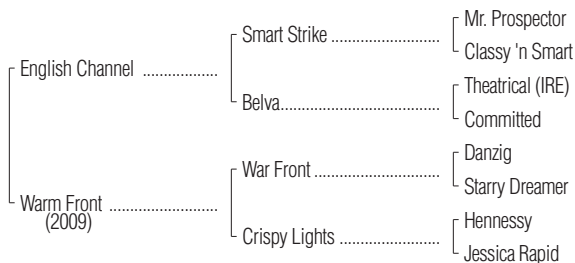 Mr. Prospector
Smart Strike ........................
Classy 'n Smart
English Channel .................
Theatrical (IRE)
Belva...................................
Committed
Danzig
War Front ...........................
Starry Dreamer
Warm Front ........................
(2009)
Hennessy
Crispy Lights ......................
Jessica Rapid